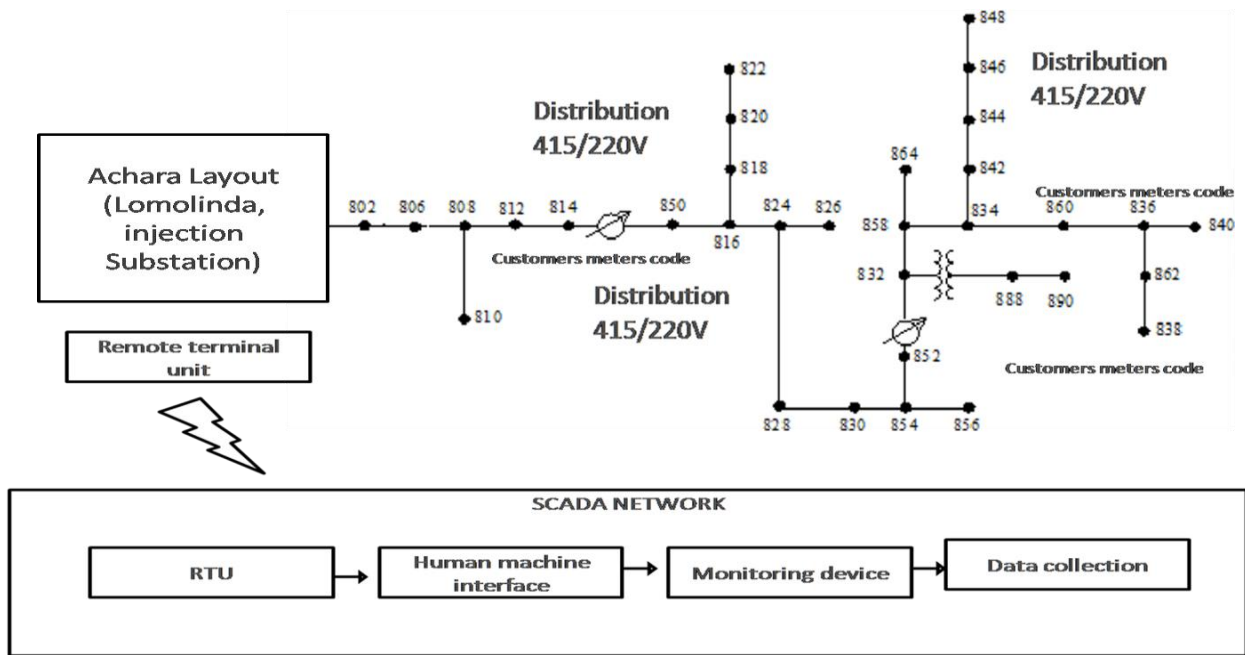 848
846
844
842
Distribution
415/220V
822
820
818
Distribution
415/220V
864
Achara Layout
(Lomolinda,
injection
Substation)
802
806
808
812
814
850
816
824
826
858
834
860
836
840
Customers meters code
Customers meters code
810
Distribution
415/220V
832
888
890
862
838
852
Customers meters code
Remote terminal
unit
828
830
854
856
SCADA NETWORK
RTU
Human machine
interface
Monitoring device
Data collection